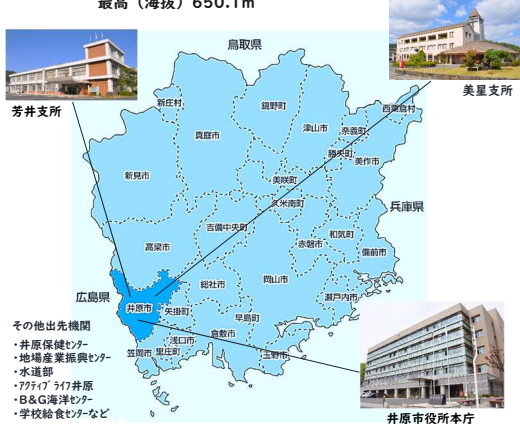 最高（海抜）650.1m
鳥取県
芳井支所
美星支所
新庄村
鏡野町
西粟倉村
真庭市
津山市
奈義町
勝央町
美作市
新見市
美咲町
兵庫県
久米南町
吉備中央町
和気町
高梁市
赤磐市
備前市
総社市
岡山市
広島県
瀬戸内市
井原市
矢掛町
早島町
その他出先機関
浅口市
倉敷市
・井原保健センター
笠岡市
里庄町
玉野市
・地場産業振興センター
・水道部
・アクティブライフ井原
・B&G海洋センター
・学校給食センターなど
井原市役所本庁